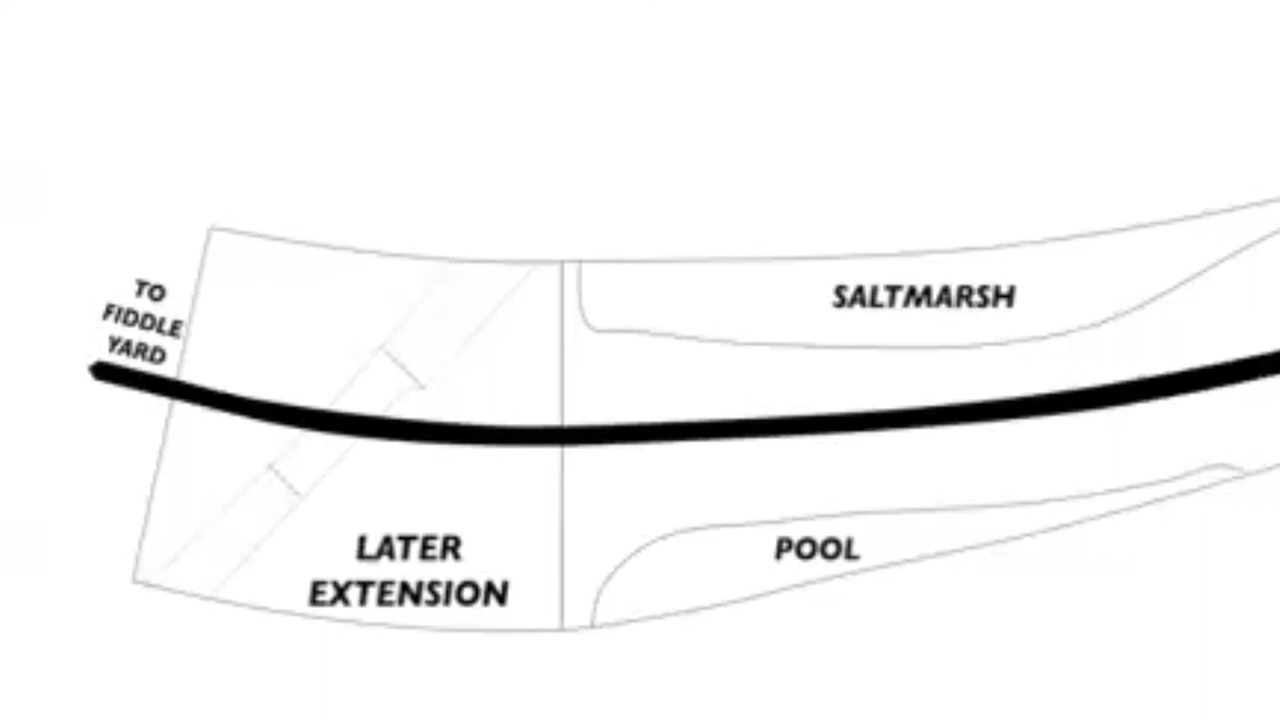 TO
FIDDLE
YARD
SALTMARSH
LATER
EXTENSION
POOL